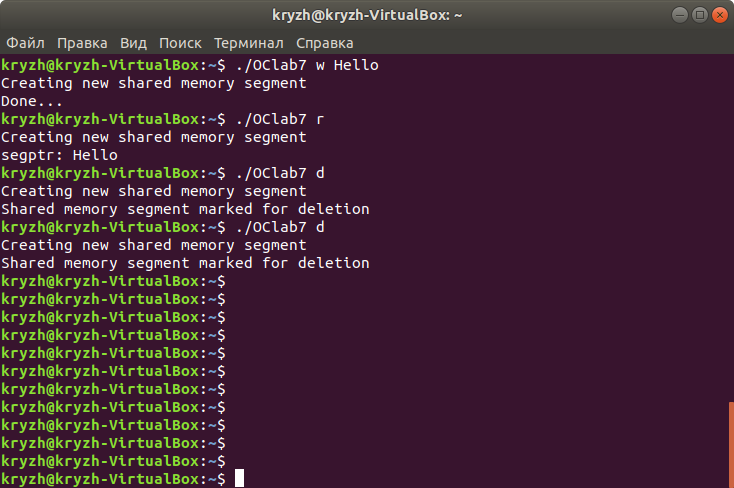 kryzh@kryzh-VirtualBox: ~
Файл Правка Вид Поиск Терминал Справка
kryzh@kryzh-VirtualBox:~$ ./OClab7 w Hello
Creating new shared memory segment
Done...
kryzh@kryzh-VirtualBox:~$ ./OClab7 r
Creating new shared memory segment
segptr: Hello
kryzh@kryzh-VirtualBox:~$ ./OClab7 d
Creating new shared memory segment
Shared memory segment marked for deletion
kryzh@kryzh-VirtualBox:~$ ./OClab7 d
Creating new shared memory segment
Shared memory segment marked for deletion
kryzh@kryzh-VirtualBox:~$
kryzh@kryzh-VirtualBox:~$
kryzh@kryzh-VirtualBox:~$
kryzh@kryzh-VirtualBox:~$
kryzh@kryzh-VirtualBox:~$
kryzh@kryzh-VirtualBox:~$
kryzh@kryzh-VirtualBox:~$
kryzh@kryzh-VirtualBox:~$
kryzh@kryzh-VirtualBox:~$
kryzh@kryzh-VirtualBox:~$
kryzh@kryzh-VirtualBox:~$
kryzh@kryzh-VirtualBox:~$